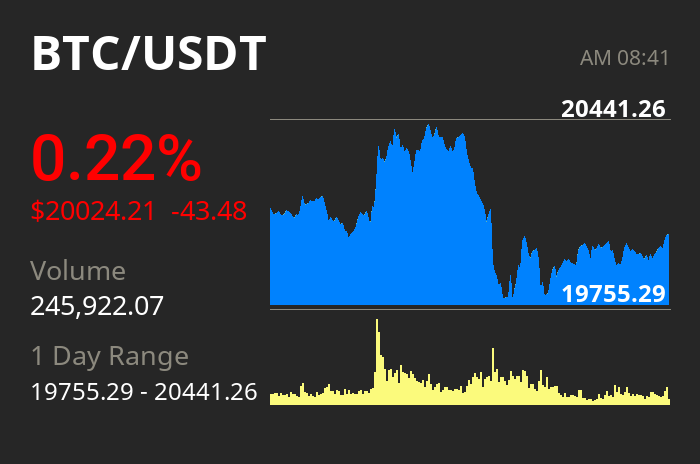 BTC/USDT
AM 08:41
20441.26
0.22%
$20024.21 -43.48
Volume
245,922.07
19755.29
1 Day Range
19755.29 - 20441.26